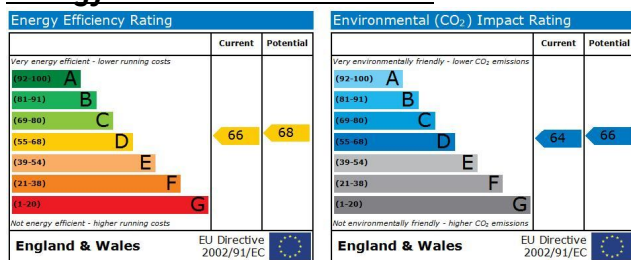 Energy Efficiency Rating
Current Potential
Very energy efficient - lower running costs
(92-100) A
(81-91) B
(69-80) C
(55-68) D
66 68
(39-54) E
(21-38) F
(1-20) G
Not energy efficient - higher running costs
England & Wales
EU Directive
2002/91/EC
Environmental (CO₂) Impact Rating
Current Potential
Very environmentally friendly - lower CO₂ emissions
(92-100) A
(81-91) B
(69-80) C
(55-68) D
64 66
(39-54) E
(21-38) F
(1-20) G
Not environmentally friendly - higher CO₂ emissions
England & Wales
EU Directive
2002/91/EC